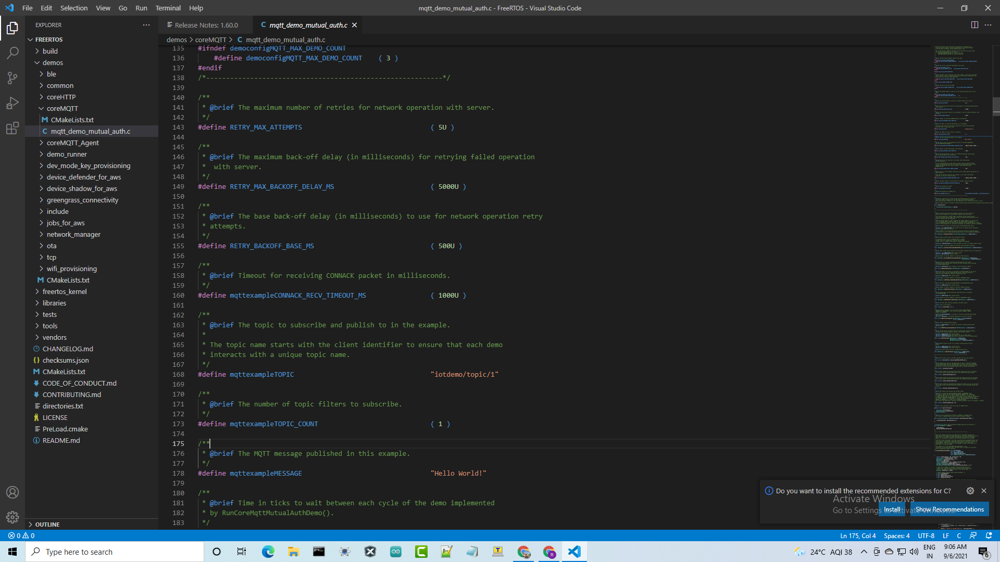 File Edit Selection View Go Run Terminal Help
mqtt_demo_mutual_auth.c - FreeRTOS - Visual Studio Code
EXPLORER
Release Notes: 1.60.0
C mqtt_demo_mutual_auth.c
FREERTOS
demos > coreMQTT > C mqtt_demo_mutual_auth.c
build
demos
ble
common
coreHTTP
coreMQTT
CMakeLists.txt
mqtt_demo_mutual_auth.c
coreMQTT_Agent
demo_runner
dev_mode_key_provisioning
device_defender_for_aws
device_shadow_for_aws
greengrass_connectivity
include
jobs_for_aws
network_manager
ota
tcp
wifi_provisioning
CMakeLists.txt
freertos_kernel
libraries
tests
tools
vendors
CHANGELOG.md
checksums.json
CMakeLists.txt
CODE_OF_CONDUCT.md
CONTRIBUTING.md
directories.txt
LICENSE
PreLoad.cmake
README.md
OUTLINE
135 #ifndef democonfigMQTT_MAX_DEMO_COUNT
136 #define democonfigMQTT_MAX_DEMO_COUNT ( 3 )
137 #endif
138 /*-----------------------------------------------------------*/
139
140 /**
141 * @brief The maximum number of retries for network operation with server.
142 */
143 #define RETRY_MAX_ATTEMPTS ( 5U )
144
145 /**
146 * @brief The maximum back-off delay (in milliseconds) for retrying failed operation
147 * with server.
148 */
149 #define RETRY_MAX_BACKOFF_DELAY_MS ( 5000U )
150
151 /**
152 * @brief The base back-off delay (in milliseconds) to use for network operation retry
153 * attempts.
154 */
155 #define RETRY_BACKOFF_BASE_MS ( 500U )
156
157 /**
158 * @brief Timeout for receiving CONNACK packet in milliseconds.
159 */
160 #define mqttexampleCONNACK_RECV_TIMEOUT_MS ( 1000U )
161
162 /**
163 * @brief The topic to subscribe and publish to in the example.
164 *
165 * The topic name starts with the client identifier to ensure that each demo
166 * interacts with a unique topic name.
167 */
168 #define mqttexampleTOPIC "iotdemo/topic/1"
169
170 /**
171 * @brief The number of topic filters to subscribe.
172 */
173 #define mqttexampleTOPIC_COUNT ( 1 )
174
175 /**
176 * @brief The MQTT message published in this example.
177 */
178 #define mqttexampleMESSAGE "Hello World!"
179
180 /**
181 * @brief Time in ticks to wait between each cycle of the demo implemented
182 * by RunCoreMqttMutualAuthDemo().
183 */
Do you want to install the recommended extensions for C?
Install Show Recommendations
Activate Windows
Go to Settings to activate Windows.
0 0
Ln 175, Col 4 Spaces: 4 UTF-8 LF C
Type here to search
24°C AQI 38
ENG
IN
9:06 AM
9/6/2021
6